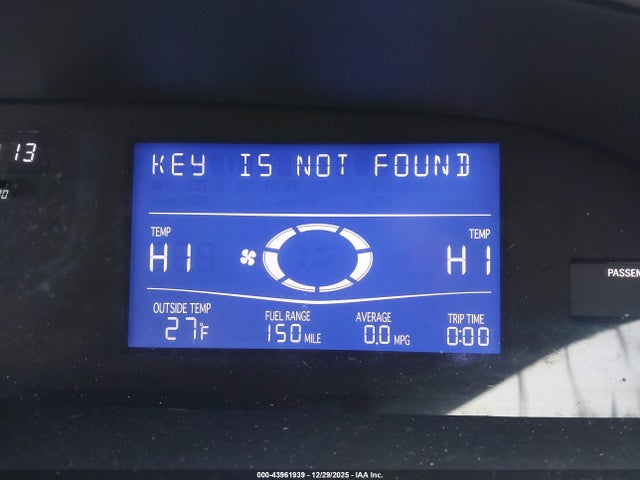 13
KEY IS NOT FOUND
TEMP TEMP
HI HI
OUTSIDE TEMP FUEL RANGE AVERAGE TRIP TIME
27°F 150 MILE 0.0 MPG 0:00
PASSEN
000-43961939 - 12/29/2025 - IAA Inc.